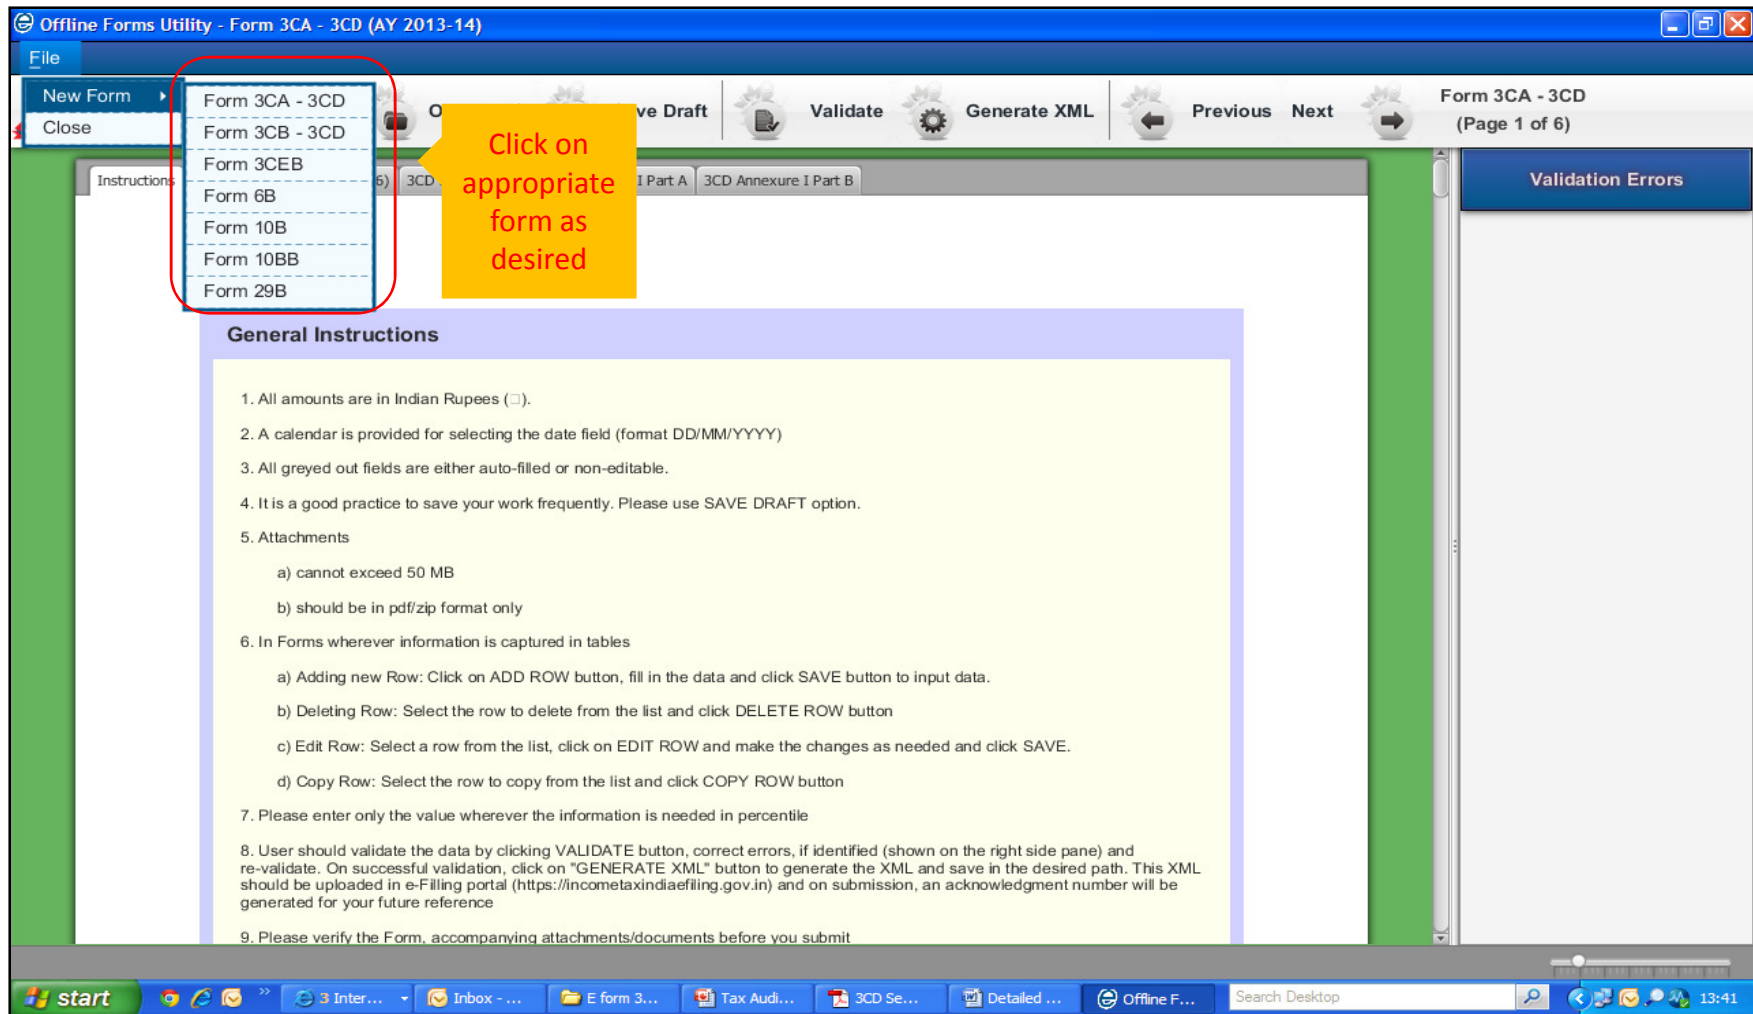 Offline Forms Utility - Form 3CA - 3CD (AY 2013-14)
File
New Form
Close
Form 3CA - 3CD
Form 3CB - 3CD
Form 3CEB
Form 6B
Form 10B
Form 10BB
Form 29B
Click on
appropriate
form as
desired
ve Draft
Validate
Generate XML
Previous Next
Form 3CA - 3CD
(Page 1 of 6)
Instructions
6)
3CD
I Part A
3CD Annexure I Part B
Validation Errors
General Instructions
1. All amounts are in Indian Rupees (□).
2. A calendar is provided for selecting the date field (format DD/MM/YYYY)
3. All greyed out fields are either auto-filled or non-editable.
4. It is a good practice to save your work frequently. Please use SAVE DRAFT option.
5. Attachments
a) cannot exceed 50 MB
b) should be in pdf/zip format only
6. In Forms wherever information is captured in tables
a) Adding new Row: Click on ADD ROW button, fill in the data and click SAVE button to input data.
b) Deleting Row: Select the row to delete from the list and click DELETE ROW button
c) Edit Row: Select a row from the list, click on EDIT ROW and make the changes as needed and click SAVE.
d) Copy Row: Select the row to copy from the list and click COPY ROW button
7. Please enter only the value wherever the information is needed in percentile
8. User should validate the data by clicking VALIDATE button, correct errors, if identified (shown on the right side pane) and
re-validate. On successful validation, click on "GENERATE XML" button to generate the XML and save in the desired path. This XML
should be uploaded in e-Filling portal (https://incometaxindiaefiling.gov.in) and on submission, an acknowledgment number will be
generated for your future reference
9. Please verify the Form, accompanying attachments/documents before you submit
start
3 Inter...
Inbox - ...
E form 3...
Tax Audi...
3CD Se...
Detailed ...
Offline F...
Search Desktop
13:41